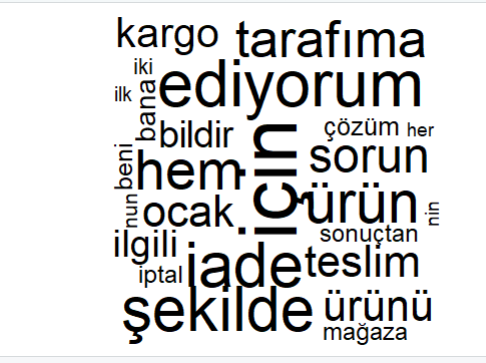 kargo tarafıma
iki
ilk
bana
ediyorum
bildir
için
çözüm her
beni
hem
sorun
nun
ocak
ürün
nin
ilgili
sonuçtan
iptal
iade
teslim
şekilde
ürünü
mağaza